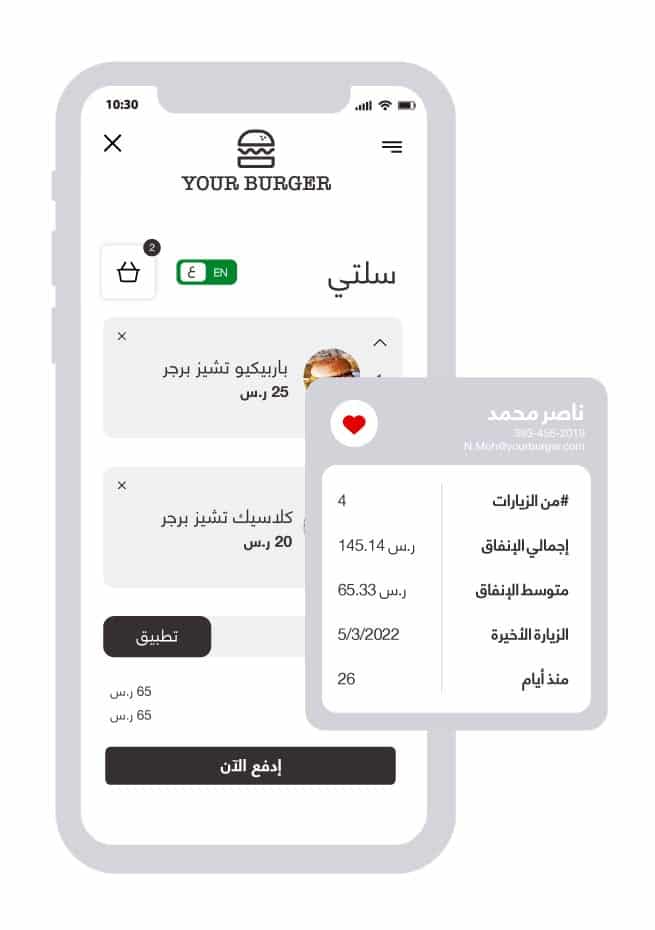 10:30
YOUR BURGER
سلتي
ع EN
2
باربيكيو تشيز برجر
25 ر.س
كلاسيك تشيز برجر
20 ر.س
تطبيق
65 ر.س
65 ر.س
إدفع الآن
ناصر محمد
393-456-2019
N.Moh@yourburger.com
#من الزيارات 4
إجمالي الإنفاق 145.14 ر.س
متوسط الإنفاق 65.33 ر.س
الزيارة الأخيرة 5/3/2022
منذ أيام 26